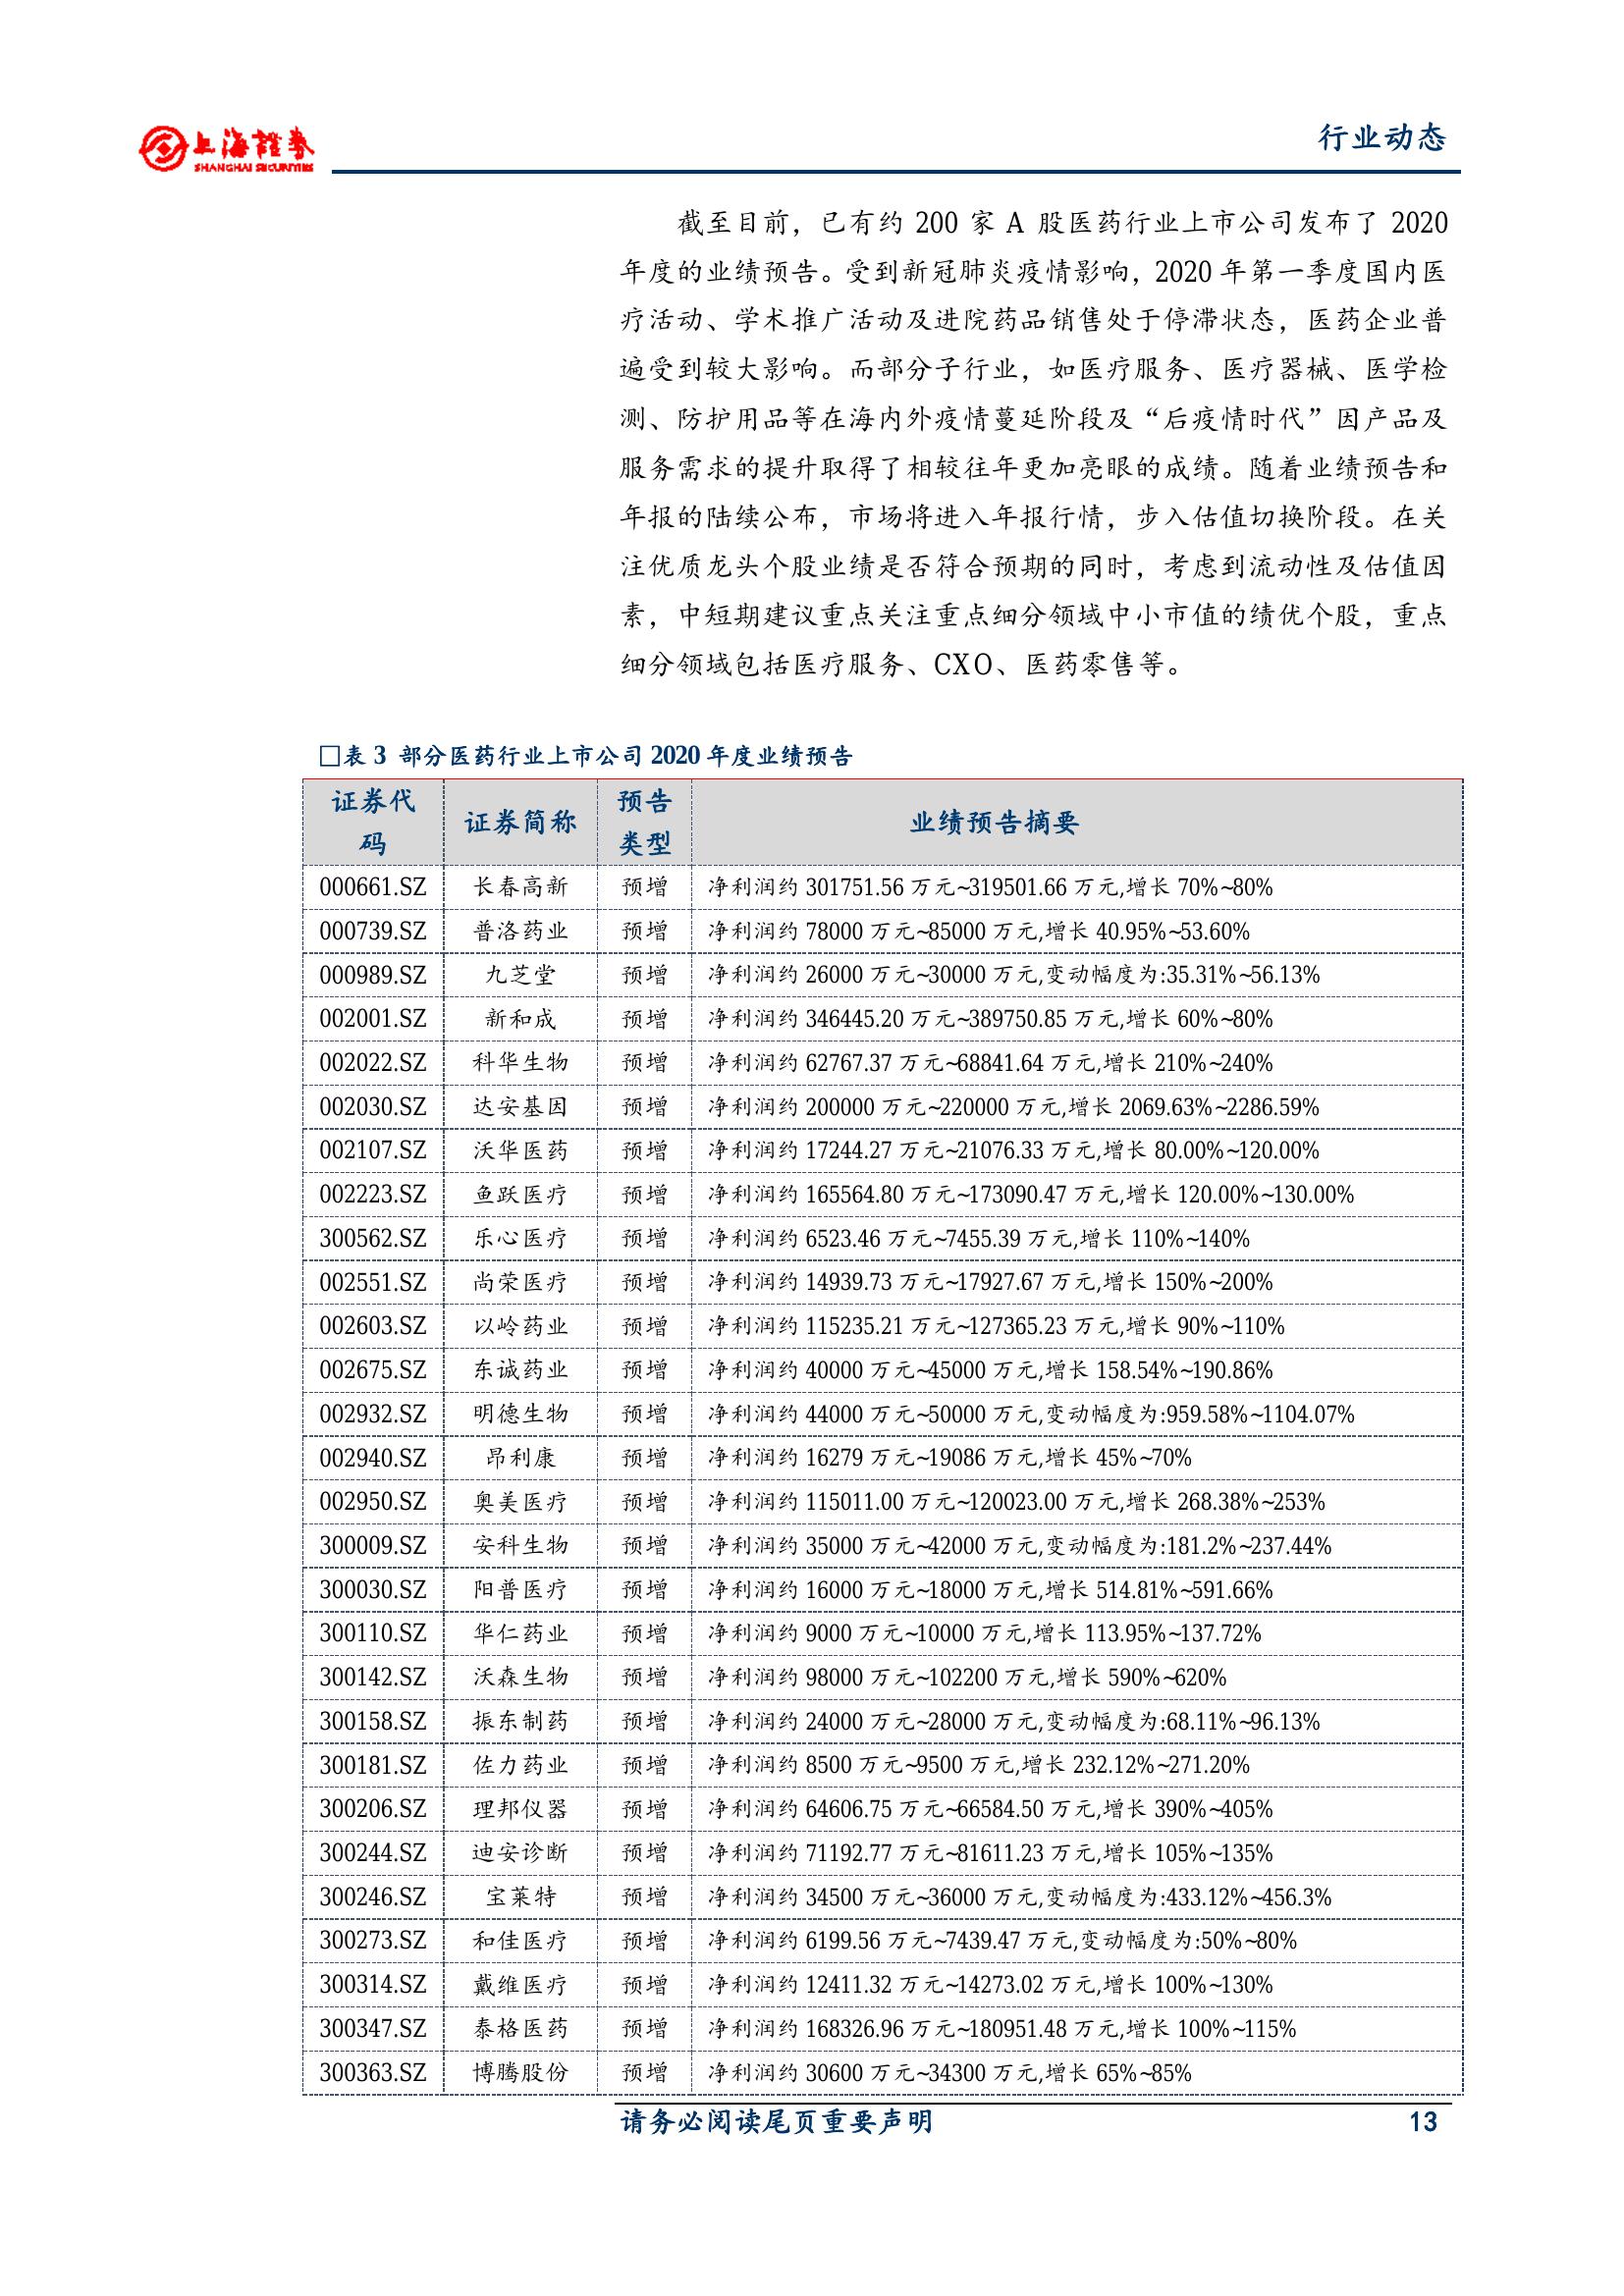 上海證券
SHANGHAI SECURITIES
行业动态
截至目前，已有约 200 家 A 股医药行业上市公司发布了 2020
年度的业绩预告。受到新冠肺炎疫情影响，2020 年第一季度国内医
疗活动、学术推广活动及进院药品销售处于停滞状态，医药企业普
遍受到较大影响。而部分子行业，如医疗服务、医疗器械、医学检
测、防护用品等在海内外疫情蔓延阶段及“后疫情时代”因产品及
服务需求的提升取得了相较往年更加亮眼的成绩。随着业绩预告和
年报的陆续公布，市场将进入年报行情，步入估值切换阶段。在关
注优质龙头个股业绩是否符合预期的同时，考虑到流动性及估值因
素，中短期建议重点关注重点细分领域中小市值的绩优个股，重点
细分领域包括医疗服务、CXO、医药零售等。
□表 3 部分医药行业上市公司 2020 年度业绩预告
证券代码 证券简称 预告类型 业绩预告摘要
000661.SZ 长春高新 预增 净利润约 301751.56 万元~319501.66 万元,增长 70%~80%
000739.SZ 普洛药业 预增 净利润约 78000 万元~85000 万元,增长 40.95%~53.60%
000989.SZ 九芝堂 预增 净利润约 26000 万元~30000 万元,变动幅度为:35.31%~56.13%
002001.SZ 新和成 预增 净利润约 346445.20 万元~389750.85 万元,增长 60%~80%
002022.SZ 科华生物 预增 净利润约 62767.37 万元~68841.64 万元,增长 210%~240%
002030.SZ 达安基因 预增 净利润约 200000 万元~220000 万元,增长 2069.63%~2286.59%
002107.SZ 沃华医药 预增 净利润约 17244.27 万元~21076.33 万元,增长 80.00%~120.00%
002223.SZ 鱼跃医疗 预增 净利润约 165564.80 万元~173090.47 万元,增长 120.00%~130.00%
300562.SZ 乐心医疗 预增 净利润约 6523.46 万元~7455.39 万元,增长 110%~140%
002551.SZ 尚荣医疗 预增 净利润约 14939.73 万元~17927.67 万元,增长 150%~200%
002603.SZ 以岭药业 预增 净利润约 115235.21 万元~127365.23 万元,增长 90%~110%
002675.SZ 东诚药业 预增 净利润约 40000 万元~45000 万元,增长 158.54%~190.86%
002932.SZ 明德生物 预增 净利润约 44000 万元~50000 万元,变动幅度为:959.58%~1104.07%
002940.SZ 昂利康 预增 净利润约 16279 万元~19086 万元,增长 45%~70%
002950.SZ 奥美医疗 预增 净利润约 115011.00 万元~120023.00 万元,增长 268.38%~253%
300009.SZ 安科生物 预增 净利润约 35000 万元~42000 万元,变动幅度为:181.2%~237.44%
300030.SZ 阳普医疗 预增 净利润约 16000 万元~18000 万元,增长 514.81%~591.66%
300110.SZ 华仁药业 预增 净利润约 9000 万元~10000 万元,增长 113.95%~137.72%
300142.SZ 沃森生物 预增 净利润约 98000 万元~102200 万元,增长 590%~620%
300158.SZ 振东制药 预增 净利润约 24000 万元~28000 万元,变动幅度为:68.11%~96.13%
300181.SZ 佐力药业 预增 净利润约 8500 万元~9500 万元,增长 232.12%~271.20%
300206.SZ 理邦仪器 预增 净利润约 64606.75 万元~66584.50 万元,增长 390%~405%
300244.SZ 迪安诊断 预增 净利润约 71192.77 万元~81611.23 万元,增长 105%~135%
300246.SZ 宝莱特 预增 净利润约 34500 万元~36000 万元,变动幅度为:433.12%~456.3%
300273.SZ 和佳医疗 预增 净利润约 6199.56 万元~7439.47 万元,变动幅度为:50%~80%
300314.SZ 戴维医疗 预增 净利润约 12411.32 万元~14273.02 万元,增长 100%~130%
300347.SZ 泰格医药 预增 净利润约 168326.96 万元~180951.48 万元,增长 100%~115%
300363.SZ 博腾股份 预增 净利润约 30600 万元~34300 万元,增长 65%~85%
请务必阅读尾页重要声明 13